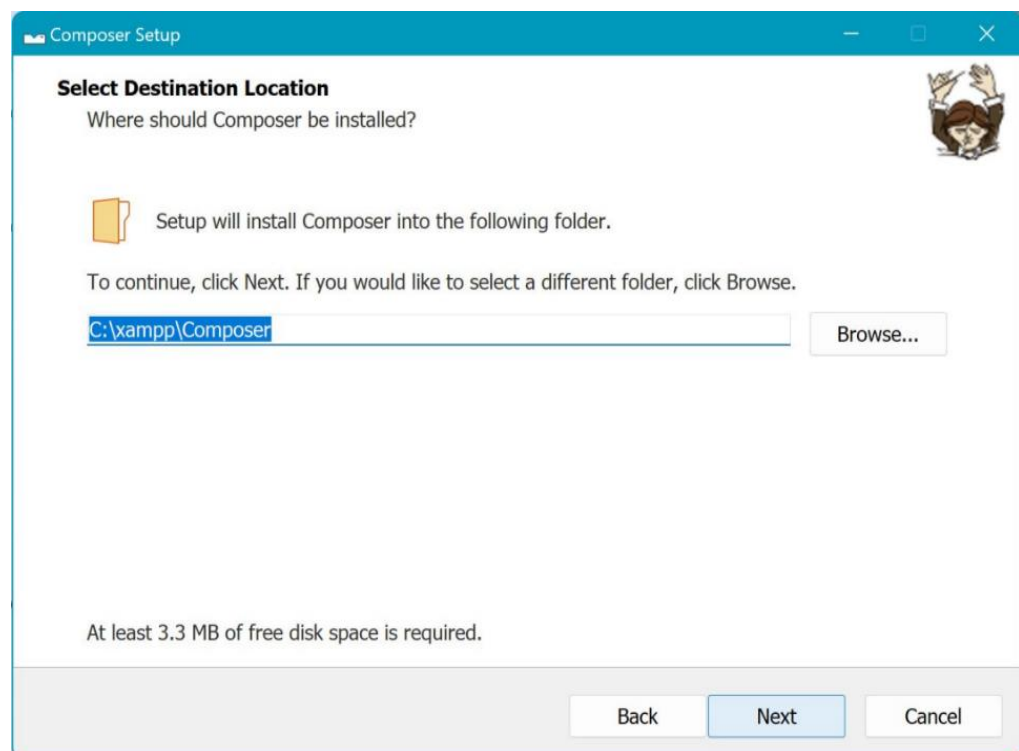 Composer Setup
Select Destination Location
Where should Composer be installed?
Setup will install Composer into the following folder.
To continue, click Next. If you would like to select a different folder, click Browse.
C:\xampp\Composer
Browse...
At least 3.3 MB of free disk space is required.
Back
Next
Cancel